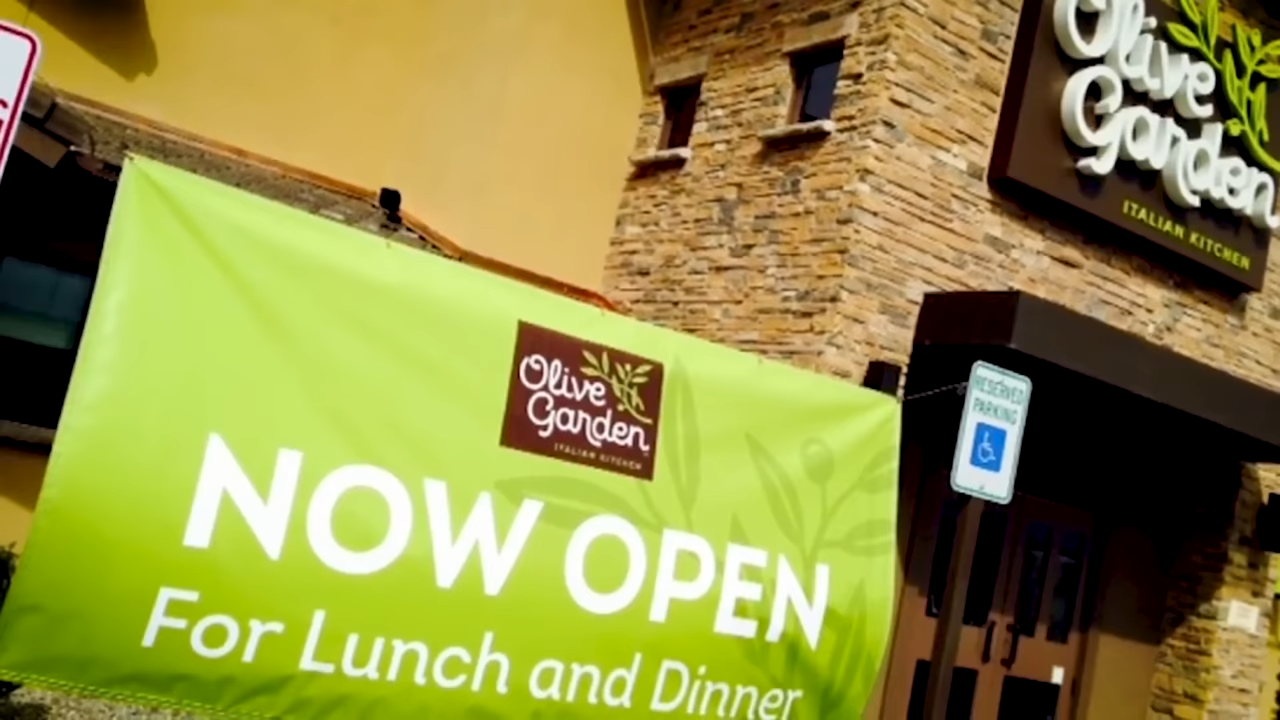 Olive
Garden
ITALIAN KITCHEN
Olive
Garden
ITALIAN KITCHEN
NOW OPEN
For Lunch and Dinner
RESERVED
PARKING